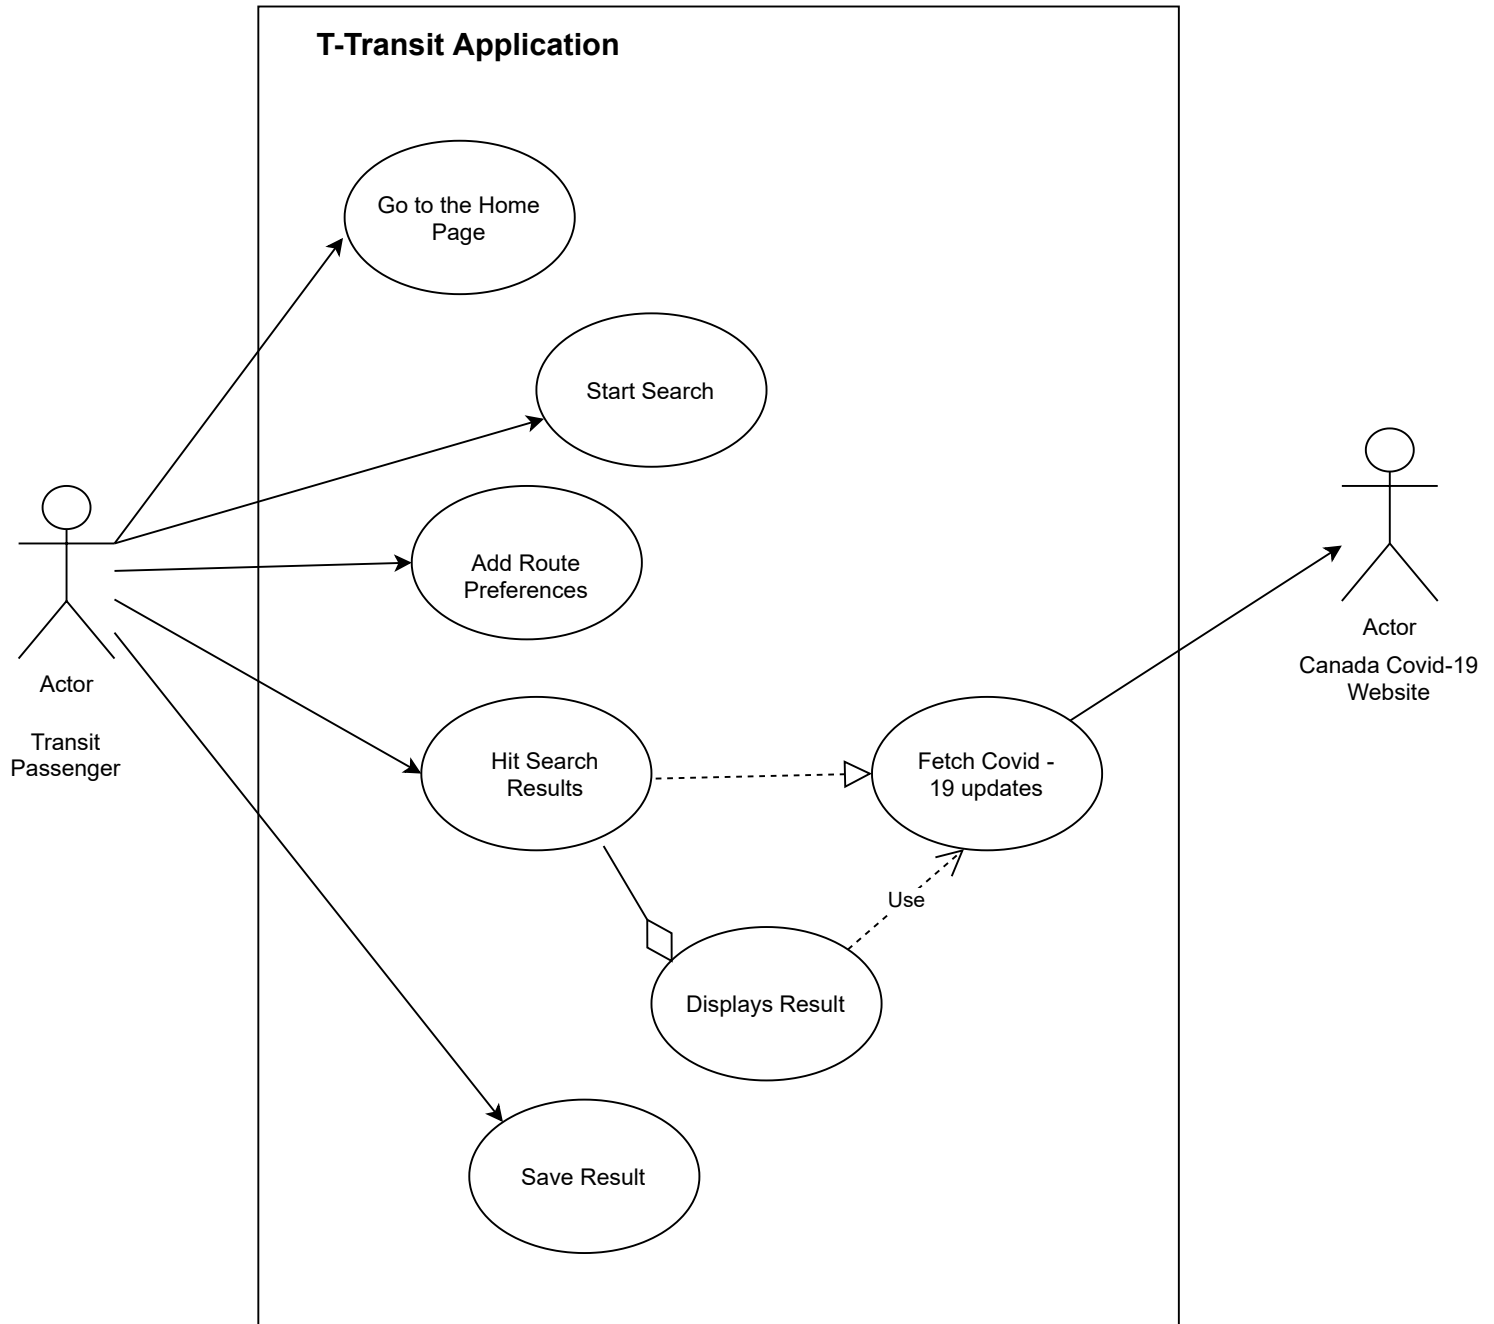 T-Transit Application
Go to the Home
Page
Start Search
Add Route
Preferences
Actor
Transit
Passenger
Actor
Canada Covid-19
Website
Hit Search
Results
Fetch Covid -
19 updates
Use
Displays Result
Save Result